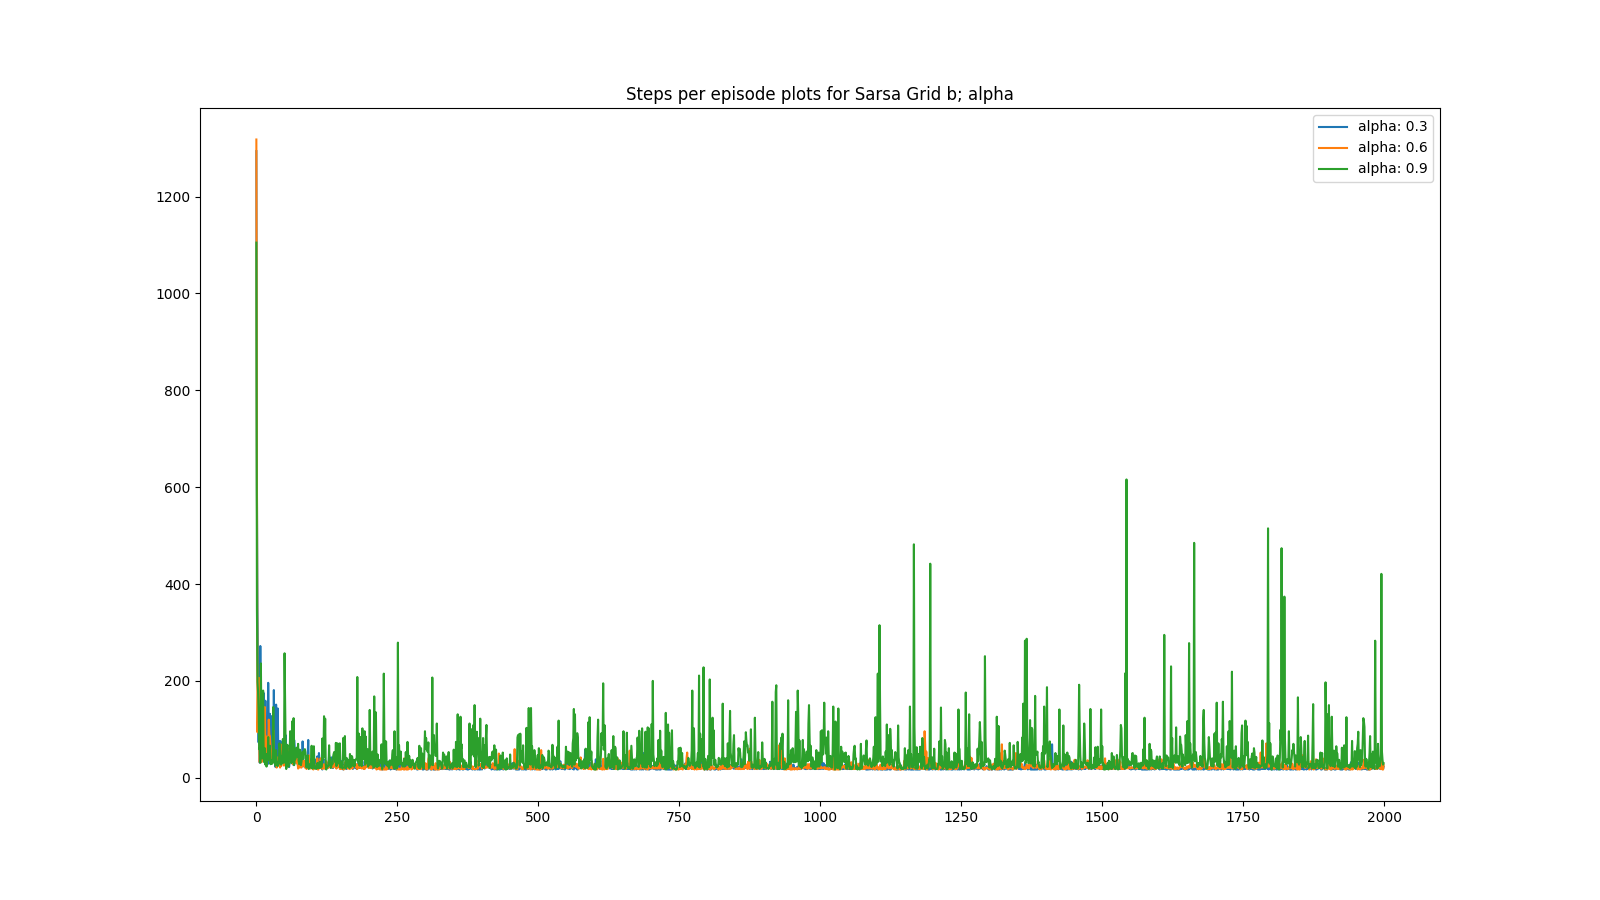 Steps per episode plots for Sarsa Grid b; alpha
alpha: 0.3
alpha: 0.6
alpha: 0.9
1200
1000
800
600
400
200
0
0 250 500 750 1000 1250 1500 1750 2000